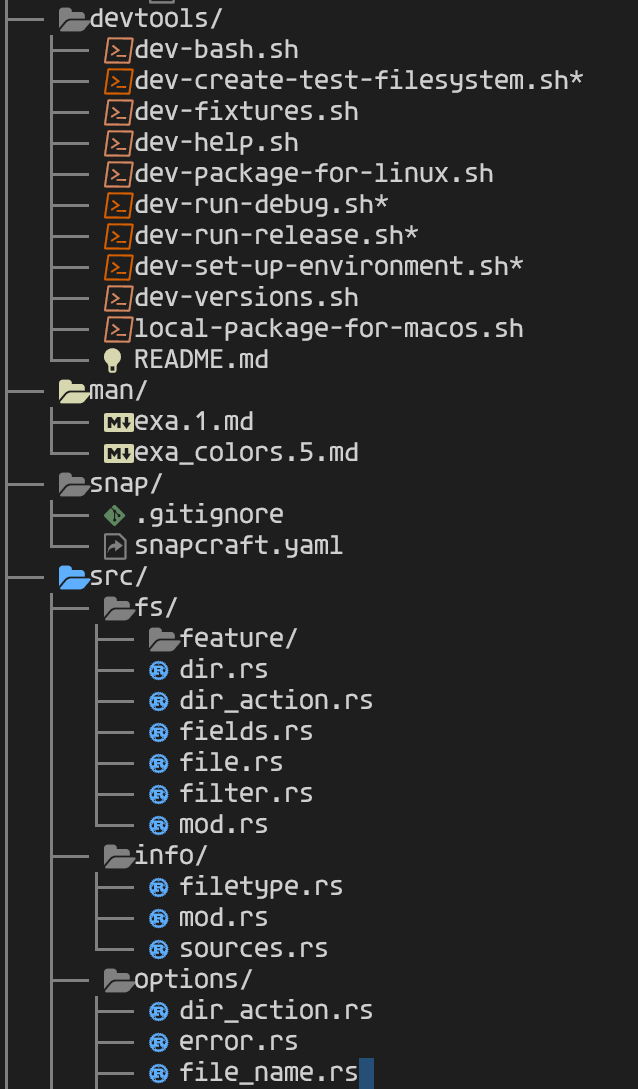 devtools/
dev-bash.sh
dev-create-test-filesystem.sh*
dev-fixtures.sh
dev-help.sh
dev-package-for-linux.sh
dev-run-debug.sh*
dev-run-release.sh*
dev-set-up-environment.sh*
dev-versions.sh
local-package-for-macos.sh
README.md
man/
exa.1.md
exa_colors.5.md
snap/
.gitignore
snapcraft.yaml
src/
fs/
feature/
dir.rs
dir_action.rs
fields.rs
file.rs
filter.rs
mod.rs
info/
filetype.rs
mod.rs
sources.rs
options/
dir_action.rs
error.rs
file_name.rs